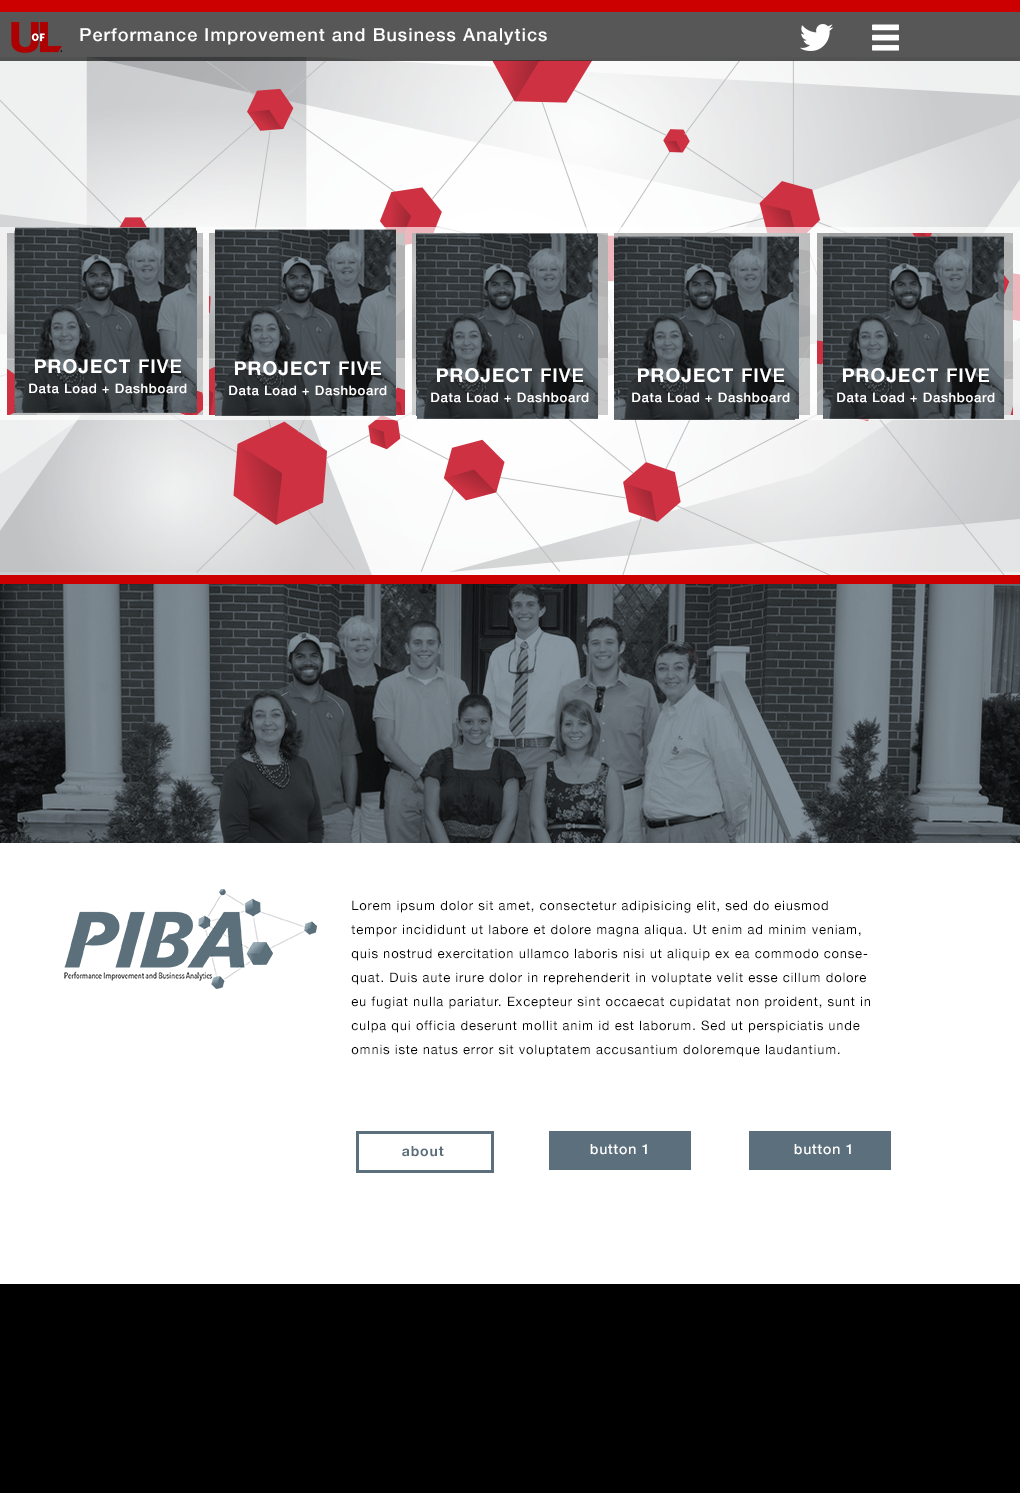 UofL
Performance Improvement and Business Analytics
PROJECT FIVE
Data Load + Dashboard
PROJECT FIVE
Data Load + Dashboard
PROJECT FIVE
Data Load + Dashboard
PROJECT FIVE
Data Load + Dashboard
PROJECT FIVE
Data Load + Dashboard
PIBA
Performance Improvement and Business Analytics
Lorem ipsum dolor sit amet, consectetur adipisicing elit, sed do eiusmod
tempor incididunt ut labore et dolore magna aliqua. Ut enim ad minim veniam,
quis nostrud exercitation ullamco laboris nisi ut aliquip ex ea commodo conse-
quat. Duis aute irure dolor in reprehenderit in voluptate velit esse cillum dolore
eu fugiat nulla pariatur. Excepteur sint occaecat cupidatat non proident, sunt in
culpa qui officia deserunt mollit anim id est laborum. Sed ut perspiciatis unde
omnis iste natus error sit voluptatem accusantium doloremque laudantium.
about
button 1
button 1